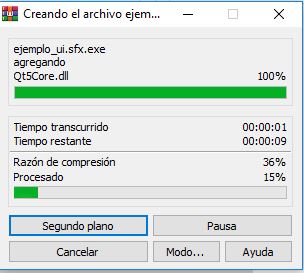 Creando el archivo ejem...
ejemplo_ui.sfx.exe
agregando
Qt5Core.dll 100%
Tiempo transcurrido 00:00:01
Tiempo restante 00:00:09
Razón de compresión 36%
Procesado 15%
Segundo plano Pausa
Cancelar Modo... Ayuda